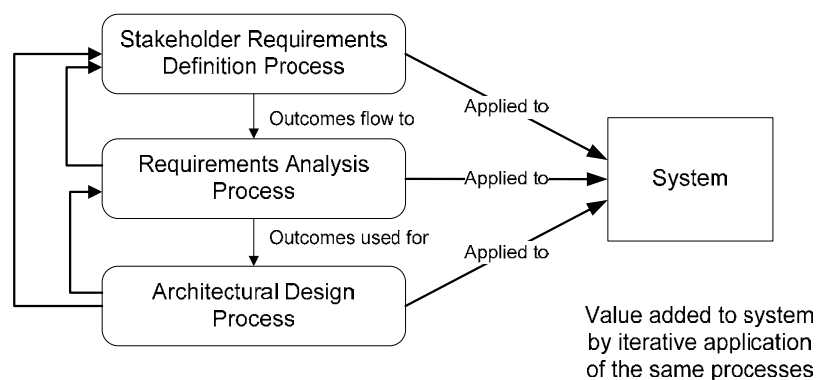 Stakeholder Requirements
Definition Process
Outcomes flow to
Applied to
Requirements Analysis
Process
Applied to
System
Outcomes used for
Applied to
Architectural Design
Process
Value added to system
by iterative application
of the same processes